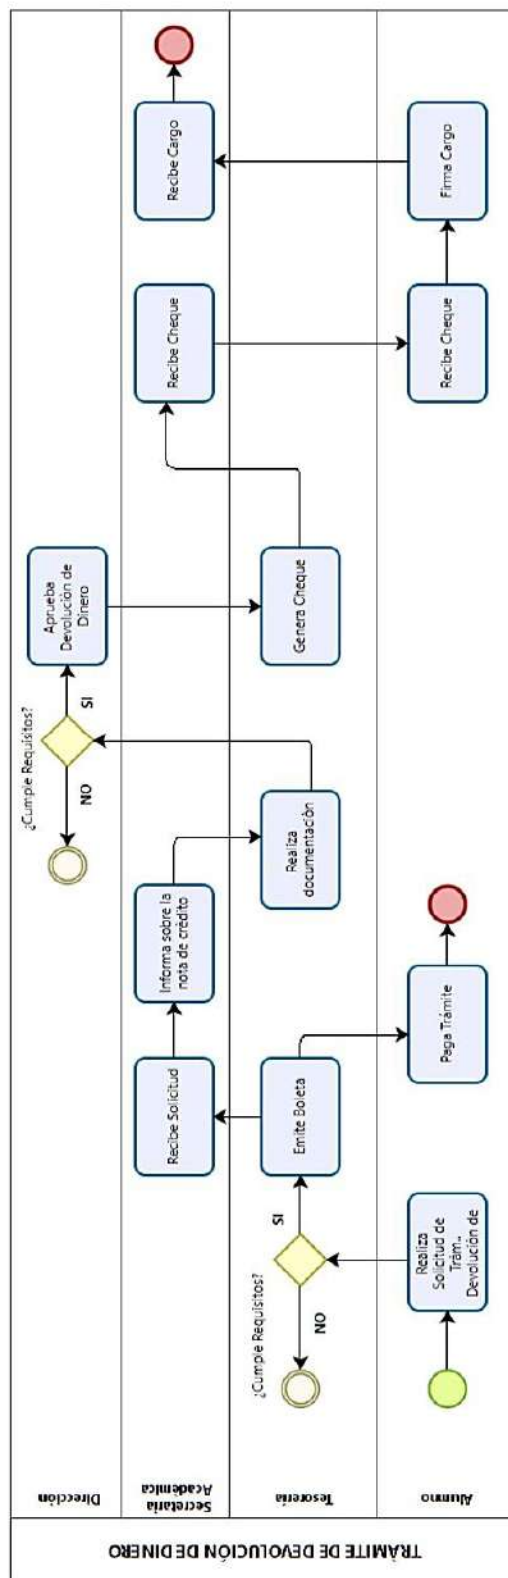 TRÀMITE DE DEVOLUCIÓN DE DINERO
Dirección
Secretaria
Académica
Tesorería
Alumno
¿Cumple Requisitos?
NO
SI
Aprueba
Devolución de
Dinero
Recibe Solicitud
Informa sobre la
nota de crédito
Recibe Cheque
Recibe Cargo
¿Cumple Requisitos?
NO
SI
Emite Boleta
Realiza
documentación
Genera Cheque
Realiza
Solicitud de
Trám..
Devolución de
Paga Trámite
Recibe Cheque
Firma Cargo